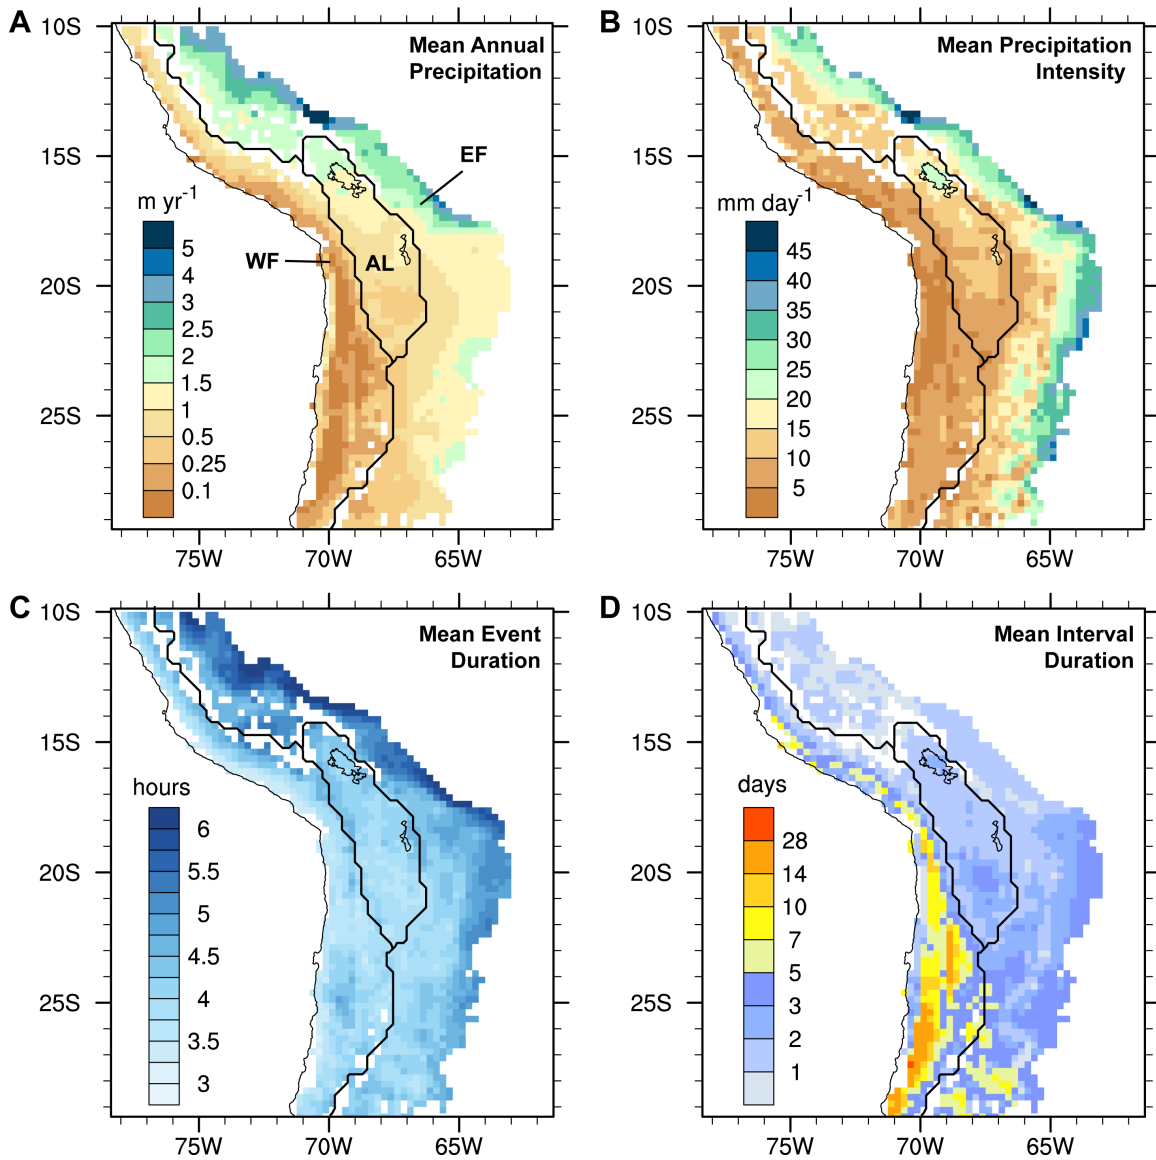 A
Mean Annual
Precipitation
10S
15S
20S
25S
75W
70W
65W
EF
WF
AL
m yr-1
5
4
3
2.5
2
1.5
1
0.5
0.25
0.1
B
Mean Precipitation
Intensity
10S
15S
20S
25S
75W
70W
65W
mm day-1
45
40
35
30
25
20
15
10
5
C
Mean Event
Duration
10S
15S
20S
25S
75W
70W
65W
hours
6
5.5
5
4.5
4
3.5
3
D
Mean Interval
Duration
10S
15S
20S
25S
75W
70W
65W
days
28
14
10
7
5
3
2
1